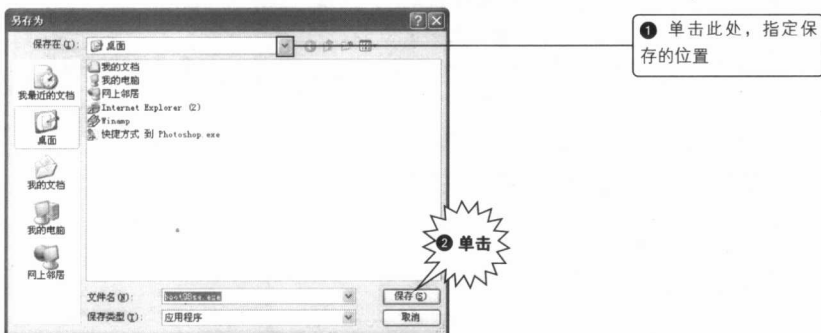 另存为
保存在(I):
桌面
❶ 单击此处，指定保
存的位置
我最近的文档
桌面
我的文档
我的电脑
网上邻居
我的文档
我的电脑
网上邻居
Internet Explorer (2)
Winamp
快捷方式 到 Photoshop.exe
❷ 单击
文件名(N):
保存(S)
保存类型(T):
应用程序
取消